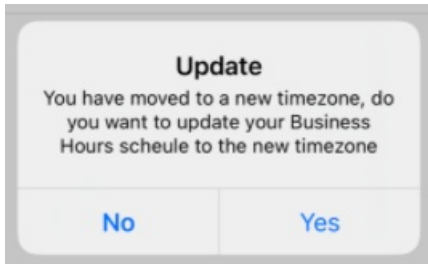 Update
You have moved to a new timezone, do
you want to update your Business
Hours scheule to the new timezone
No
Yes